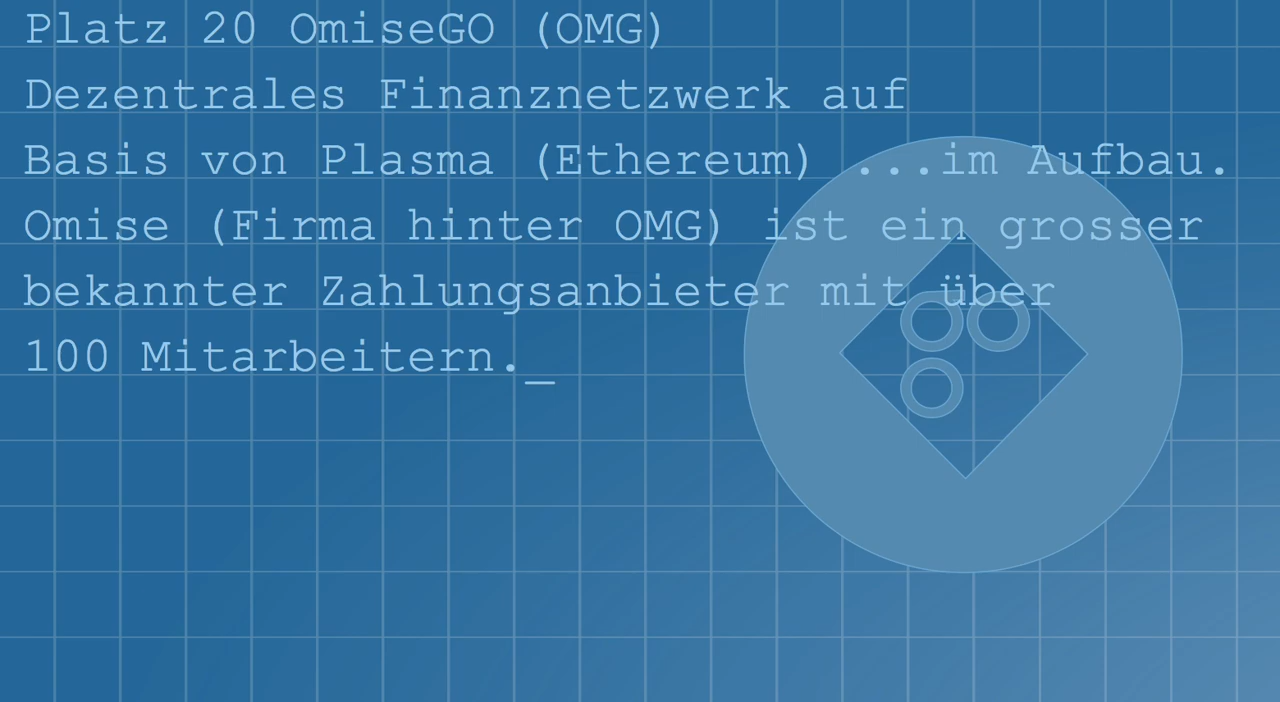 Platz 20 OmiseGO (OMG)
Dezentrales Finanznetzwerk auf
Basis von Plasma (Ethereum) ...im Aufbau.
Omise (Firma hinter OMG) ist ein grosser
bekannter Zahlungsanbieter mit über
100 Mitarbeitern._